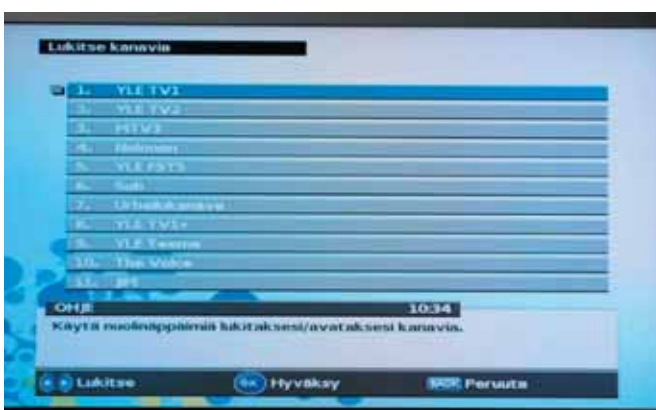 Lukitse kanavia
1. YLE TV1
2. YLE TV2
3. MTV3
4. Nelonen
5. YLE FST5
6. Sub
7. Urheilukanava
8. YLE TV1+
9. YLE Teema
10. The Voice
11. JIM
OHJE 10:34
Käytä nuolinäppäimiä lukitaksesi/avataksesi kanavia.
Lukitse OK Hyväksy BACK Peruuta